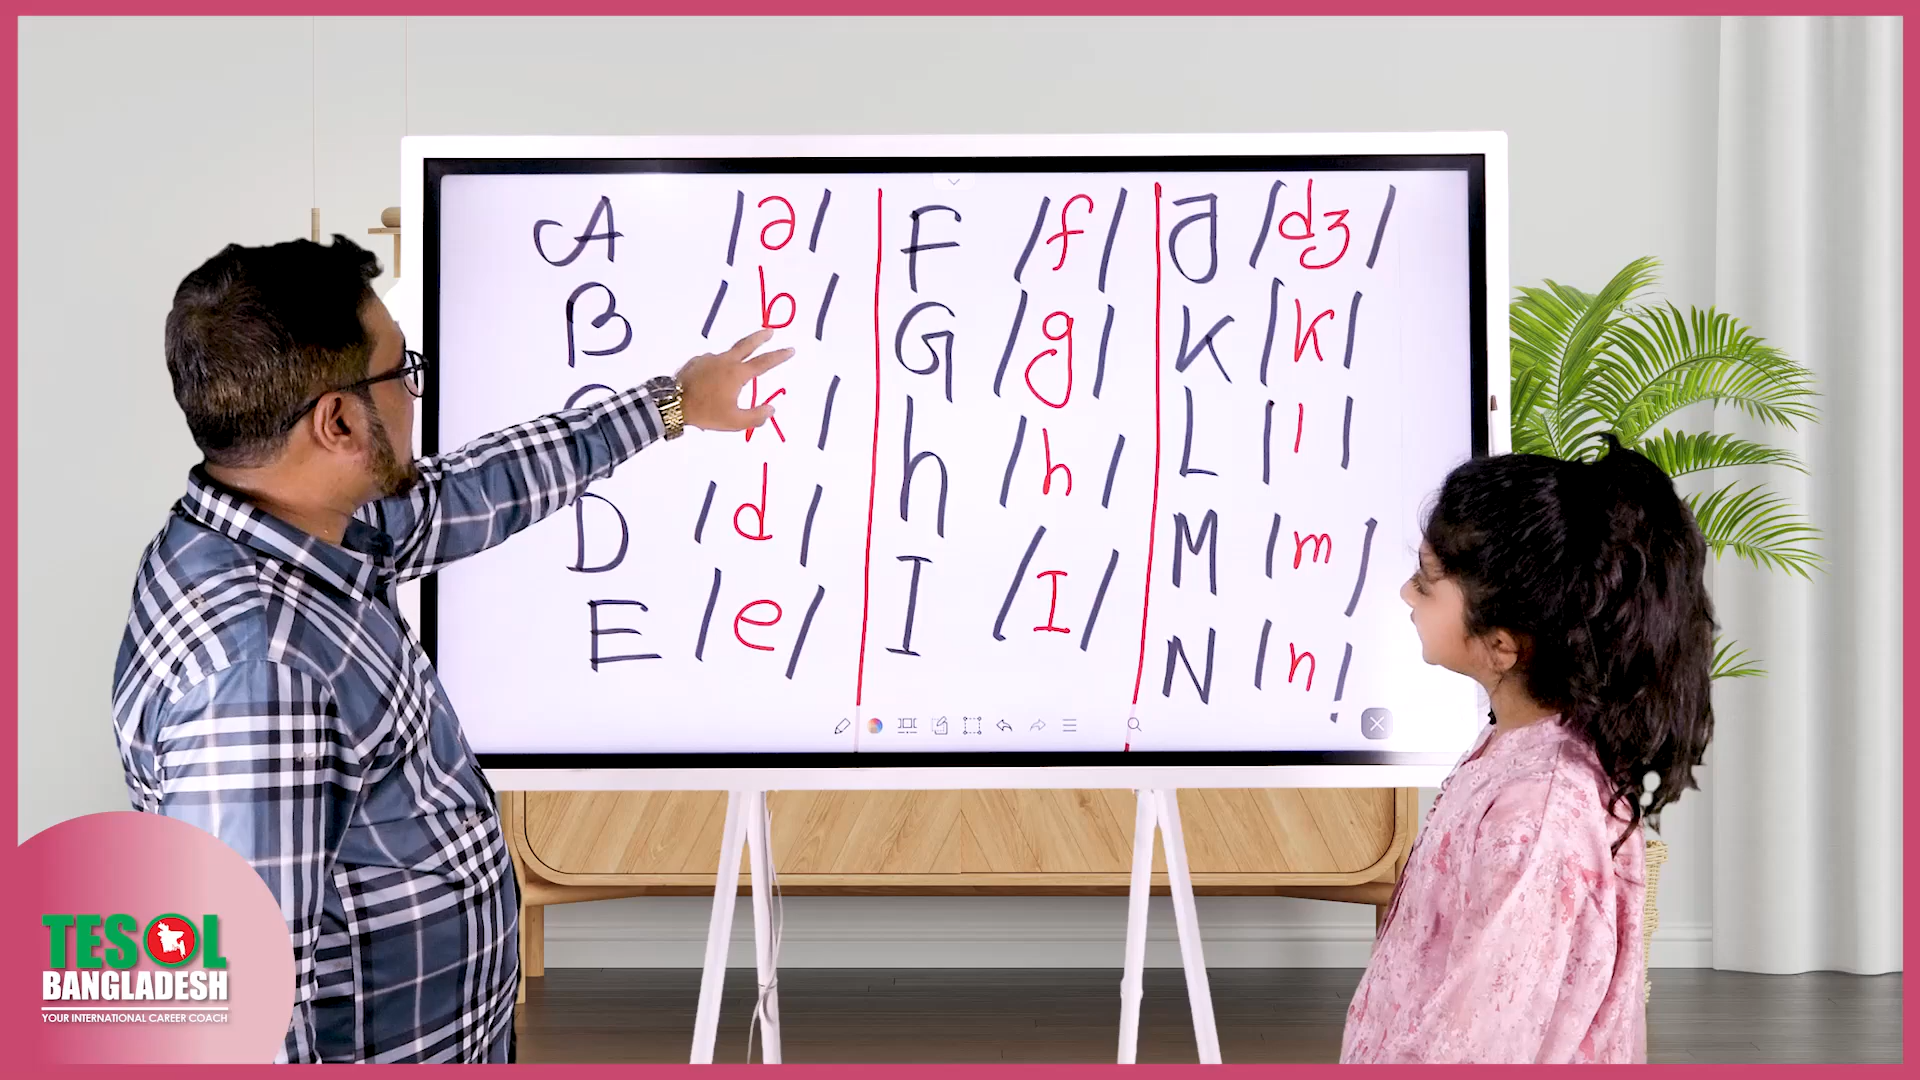 A /ə/
B /b/
C k /
D /d/
E /e/
F /f/
G /g/
h /h/
I /I/
J /dʒ/
K /k/
L /l/
M /m/
N /n/
TESOL
BANGLADESH
YOUR INTERNATIONAL CAREER COACH